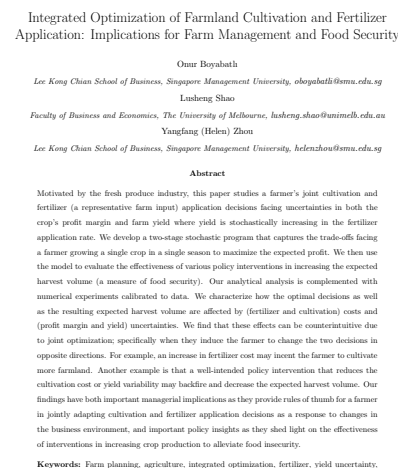 Integrated Optimization of Farmland Cultivation and Fertilizer
Application: Implications for Farm Management and Food Security
Onur Boyabatlı
Lee Kong Chian School of Business, Singapore Management University, oboyabatli@smu.edu.sg
Lusheng Shao
Faculty of Business and Economics, The University of Melbourne, lusheng.shao@unimelb.edu.au
Yangfang (Helen) Zhou
Lee Kong Chian School of Business, Singapore Management University, helenzhou@smu.edu.sg
Abstract
Motivated by the fresh produce industry, this paper studies a farmer's joint cultivation and
fertilizer (a representative farm input) application decisions facing uncertainties in both the
crop's profit margin and farm yield where yield is stochastically increasing in the fertilizer
application rate. We develop a two-stage stochastic program that captures the trade-offs facing
a farmer growing a single crop in a single season to maximize the expected profit. We then use
the model to evaluate the effectiveness of various policy interventions in increasing the expected
harvest volume (a measure of food security). Our analytical analysis is complemented with
numerical experiments calibrated to data. We characterize how the optimal decisions as well
as the resulting expected harvest volume are affected by (fertilizer and cultivation) costs and
(profit margin and yield) uncertainties. We find that these effects can be counterintuitive due
to joint optimization; specifically when they induce the farmer to change the two decisions in
opposite directions. For example, an increase in fertilizer cost may incent the farmer to cultivate
more farmland. Another example is that a well-intended policy intervention that reduces the
cultivation cost or yield variability may backfire and decrease the expected harvest volume. Our
findings have both important managerial implications as they provide rules of thumb for a farmer
in jointly adapting cultivation and fertilizer application decisions as a response to changes in
the business environment, and important policy insights as they shed light on the effectiveness
of interventions in increasing crop production to alleviate food insecurity.
Keywords: Farm planning, agriculture, integrated optimization, fertilizer, yield uncertainty,